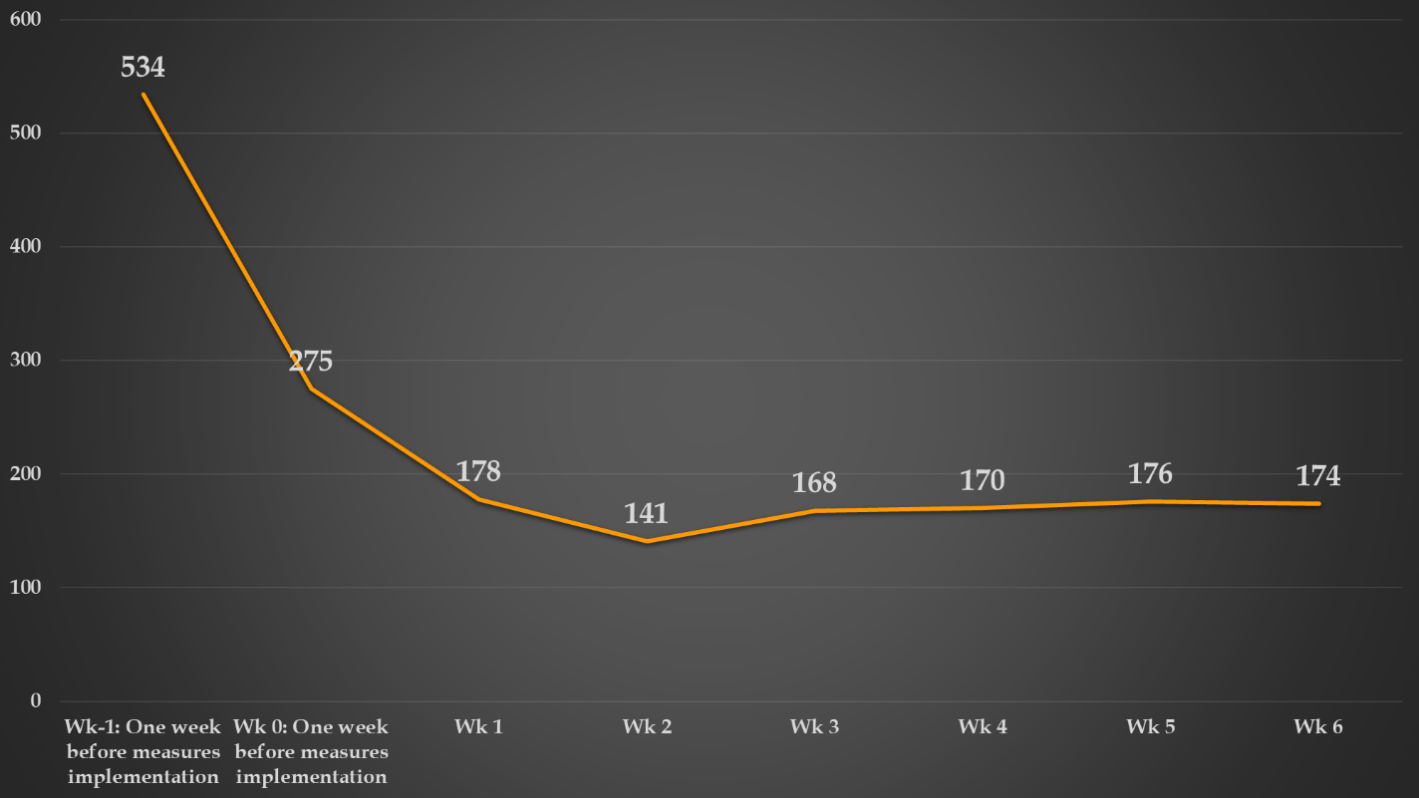 600
534
500
400
300
275
200
178
141
168
170
176
174
100
0
Wk-1: One week
before measures
implementation
Wk 0: One week
before measures
implementation
Wk 1
Wk 2
Wk 3
Wk 4
Wk 5
Wk 6